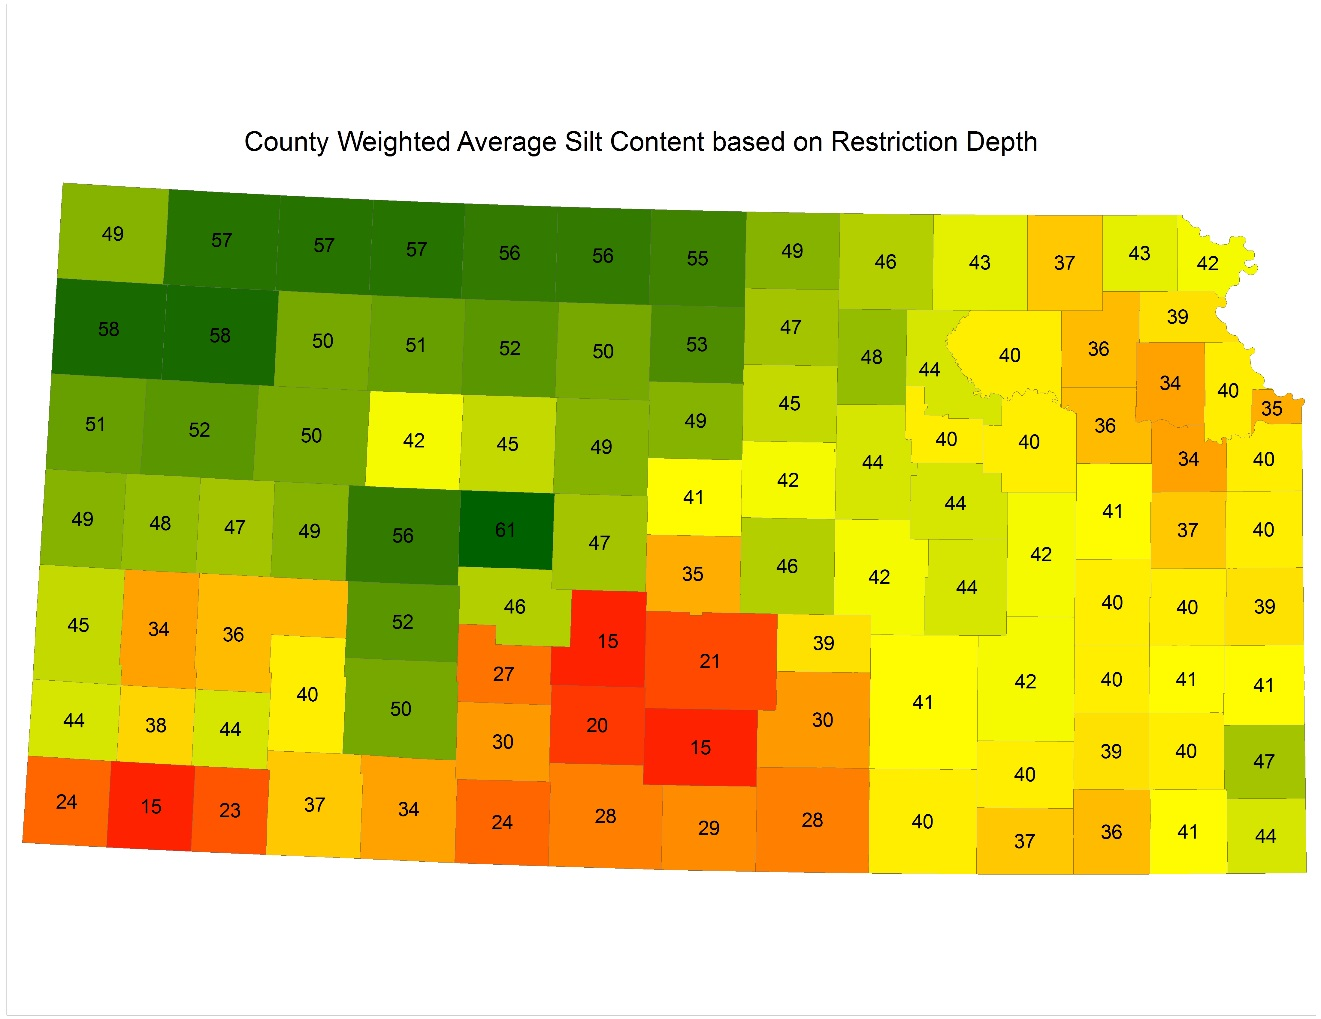 County Weighted Average Silt Content based on Restriction Depth
49 57 57 57 56 56 55 49 46 43 37 43 42
58 58 50 51 52 50 53 47 48 44 40 36 39 34 40 35
51 52 50 42 45 49 49 45 44 40 40 36 34 40
49 48 47 49 56 61 47 41 42 44 42 41 37 40
45 34 36 52 46 15 35 46 42 44 40 40 39
44 38 44 40 50 27 20 21 39 41 42 40 41 41
30 15 30 40 39 40 47
24 15 23 37 34 24 28 29 28 40 37 36 41 44